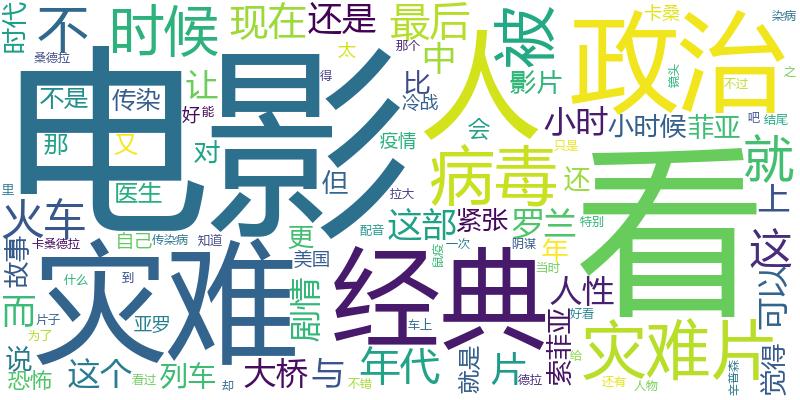 时代 不 时候 现在 还是 最后 被 政治 卡桑 染病
桑德拉 太 那个 中 影片 镜头 之
不是 传染 让 电影 得 比 冷战 人 小时 小时候 菲亚 不过 吧 结尾
那 又 好 能 疫情 会 只是 就
医生 对 但 拉大 病毒 还 看 上
火车 自己 传染病 知道 更 配音 这部 紧张 罗兰 特别 年 这
故事 卡桑德拉 美国 一次 阴谋 当时
而 什么 到 灾难 剧情 经典 瘟疫 人性 可以
片子 亚罗 车上 索菲亚 好看 灾难片
说 为了 就是 觉得
恐怖 这个 看过 列车 却 大桥 与 不错 年代 片 德拉 给 还有 人物 辛普森